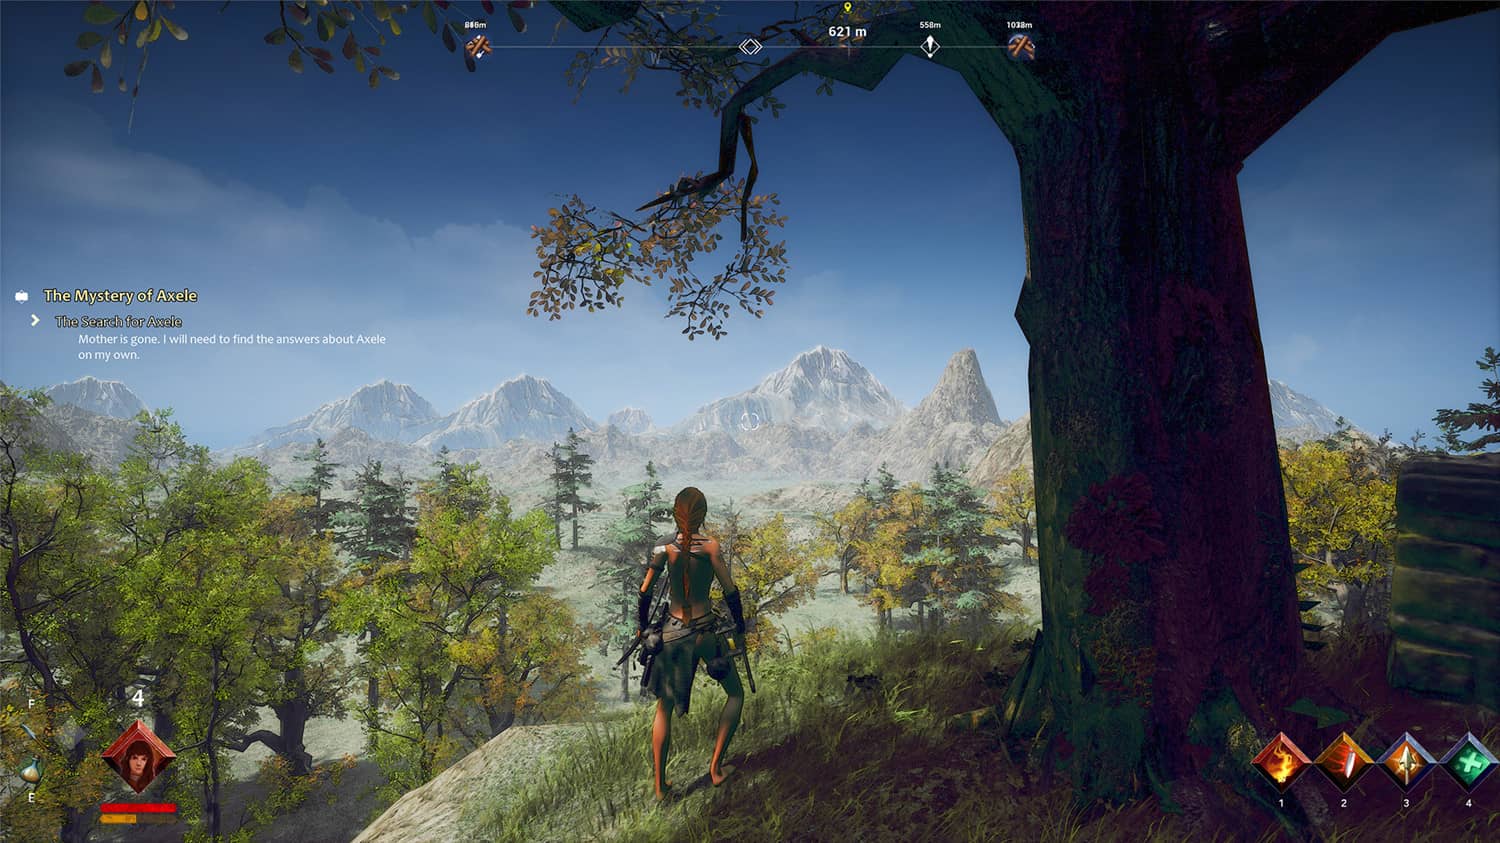 621 m
558m
The Mystery of Axele
The Search for Axele
Mother is gone. I will need to find the answers about Axele
on my own.
F
4
E
1
2
3
4